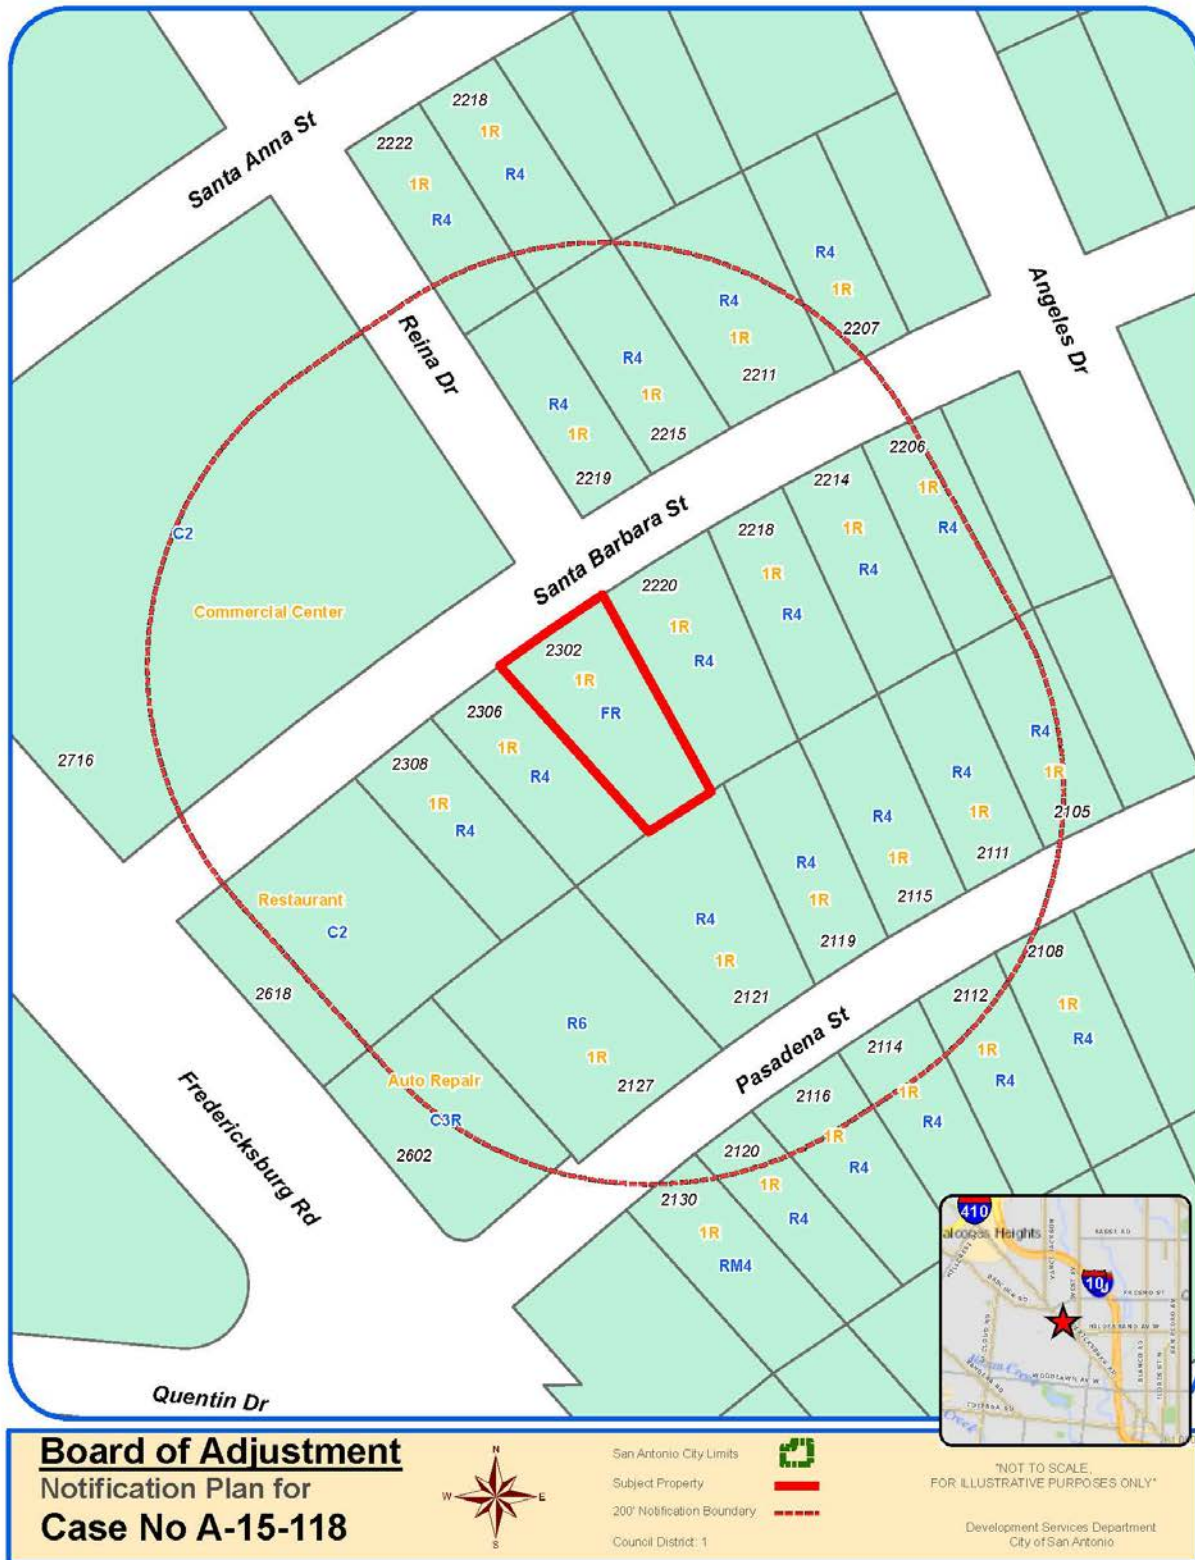 Santa Anna St
2218
1R
R4
2222
1R
R4
Reina Dr
Angeles Dr
R4
1R
2207
R4
1R
2211
R4
1R
2215
R4
1R
2219
C2
Commercial Center
2716
Santa Barbara St
2206
1R
R4
2214
1R
R4
2218
1R
R4
2220
1R
R4
2302
1R
FR
2306
1R
R4
2308
1R
R4
Restaurant
C2
2618
R4
1R
2105
R4
1R
2111
R4
1R
2115
R4
1R
2119
R4
1R
2121
R6
1R
2127
Auto Repair
C3R
2602
Pasadena St
Fredericksburg Rd
2108
1R
R4
2112
1R
R4
2114
1R
R4
2116
1R
R4
2120
1R
R4
2130
1R
RM4
Quentin Dr
410
alcones Heights
10
Board of Adjustment
Notification Plan for
Case No A-15-118
N
W
E
S
San Antonio City Limits
Subject Property
200' Notification Boundary
Council District: 1
"NOT TO SCALE,
FOR ILLUSTRATIVE PURPOSES ONLY"
Development Services Department
City of San Antonio